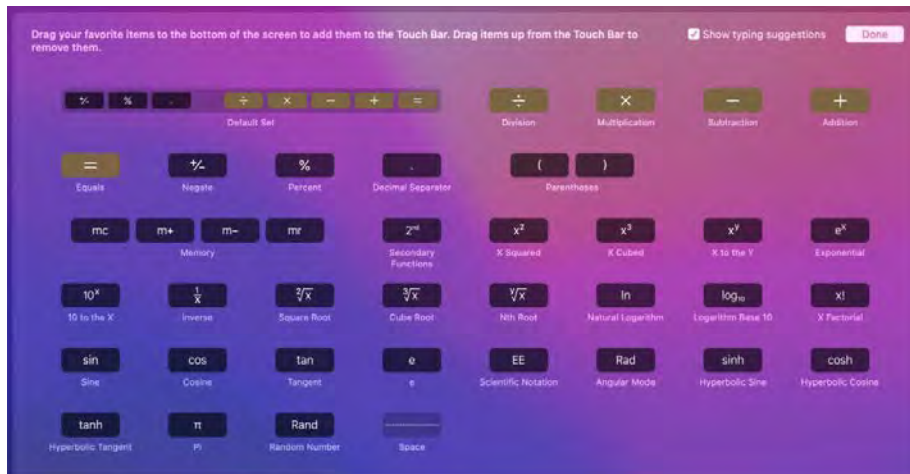 Drag your favorite items to the bottom of the screen to add them to the Touch Bar. Drag items up from the Touch Bar to
remove them.
Show typing suggestions
Done
⁺∕₋ % . ÷ × − + =
Default Set
÷ × − +
Division Multiplication Subtraction Addition
= ⁺∕₋ % . ( )
Equals Negate Percent Decimal Separator Parentheses
mc m+ m− mr 2ⁿᵈ x² x³ xʸ eˣ
Memory Secondary Functions X Squared X Cubed X to the Y Exponential
10ˣ 1/x ²√x ³√x ʸ√x ln log₁₀ x!
10 to the X Inverse Square Root Cube Root Nth Root Natural Logarithm Logarithm Base 10 X Factorial
sin cos tan e EE Rad sinh cosh
Sine Cosine Tangent e Scientific Notation Angular Mode Hyperbolic Sine Hyperbolic Cosine
tanh π Rand
Hyperbolic Tangent Pi Random Number Space